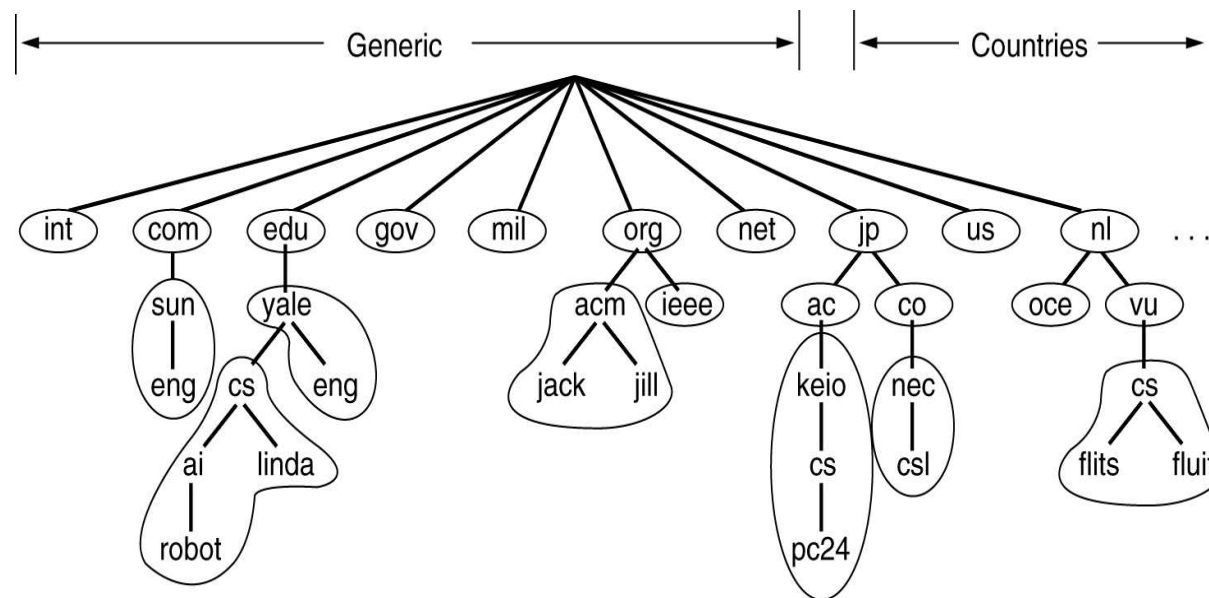 Generic Countries
int com edu gov mil org net jp us nl ...
sun yale acm ieee ac co oce vu
eng cs eng jack jill keio nec cs
ai linda cs csl flits fluit
robot pc24